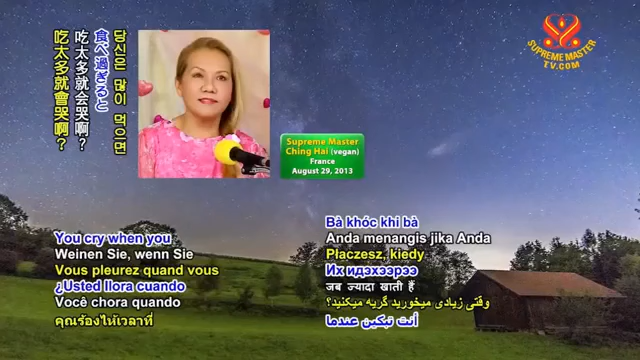 당신은 많이 먹으면
食べ過ぎると
吃太多就会哭啊？
吃太多就會哭啊？
SUPREME MASTER
TV.COM
Supreme Master
Ching Hai (vegan)
France
August 29, 2013
You cry when you
Weinen Sie, wenn Sie
Vous pleurez quand vous
¿Usted llora cuando
Você chora quando
คุณร้องไห้เวลาที่
Bà khóc khi bà
Anda menangis jika Anda
Płaczesz, kiedy
Их идэхээрээ
जब ज्यादा खाती हैं
وقتی زیادی میخورید گریه میکنید؟
أنت تبكين عندما